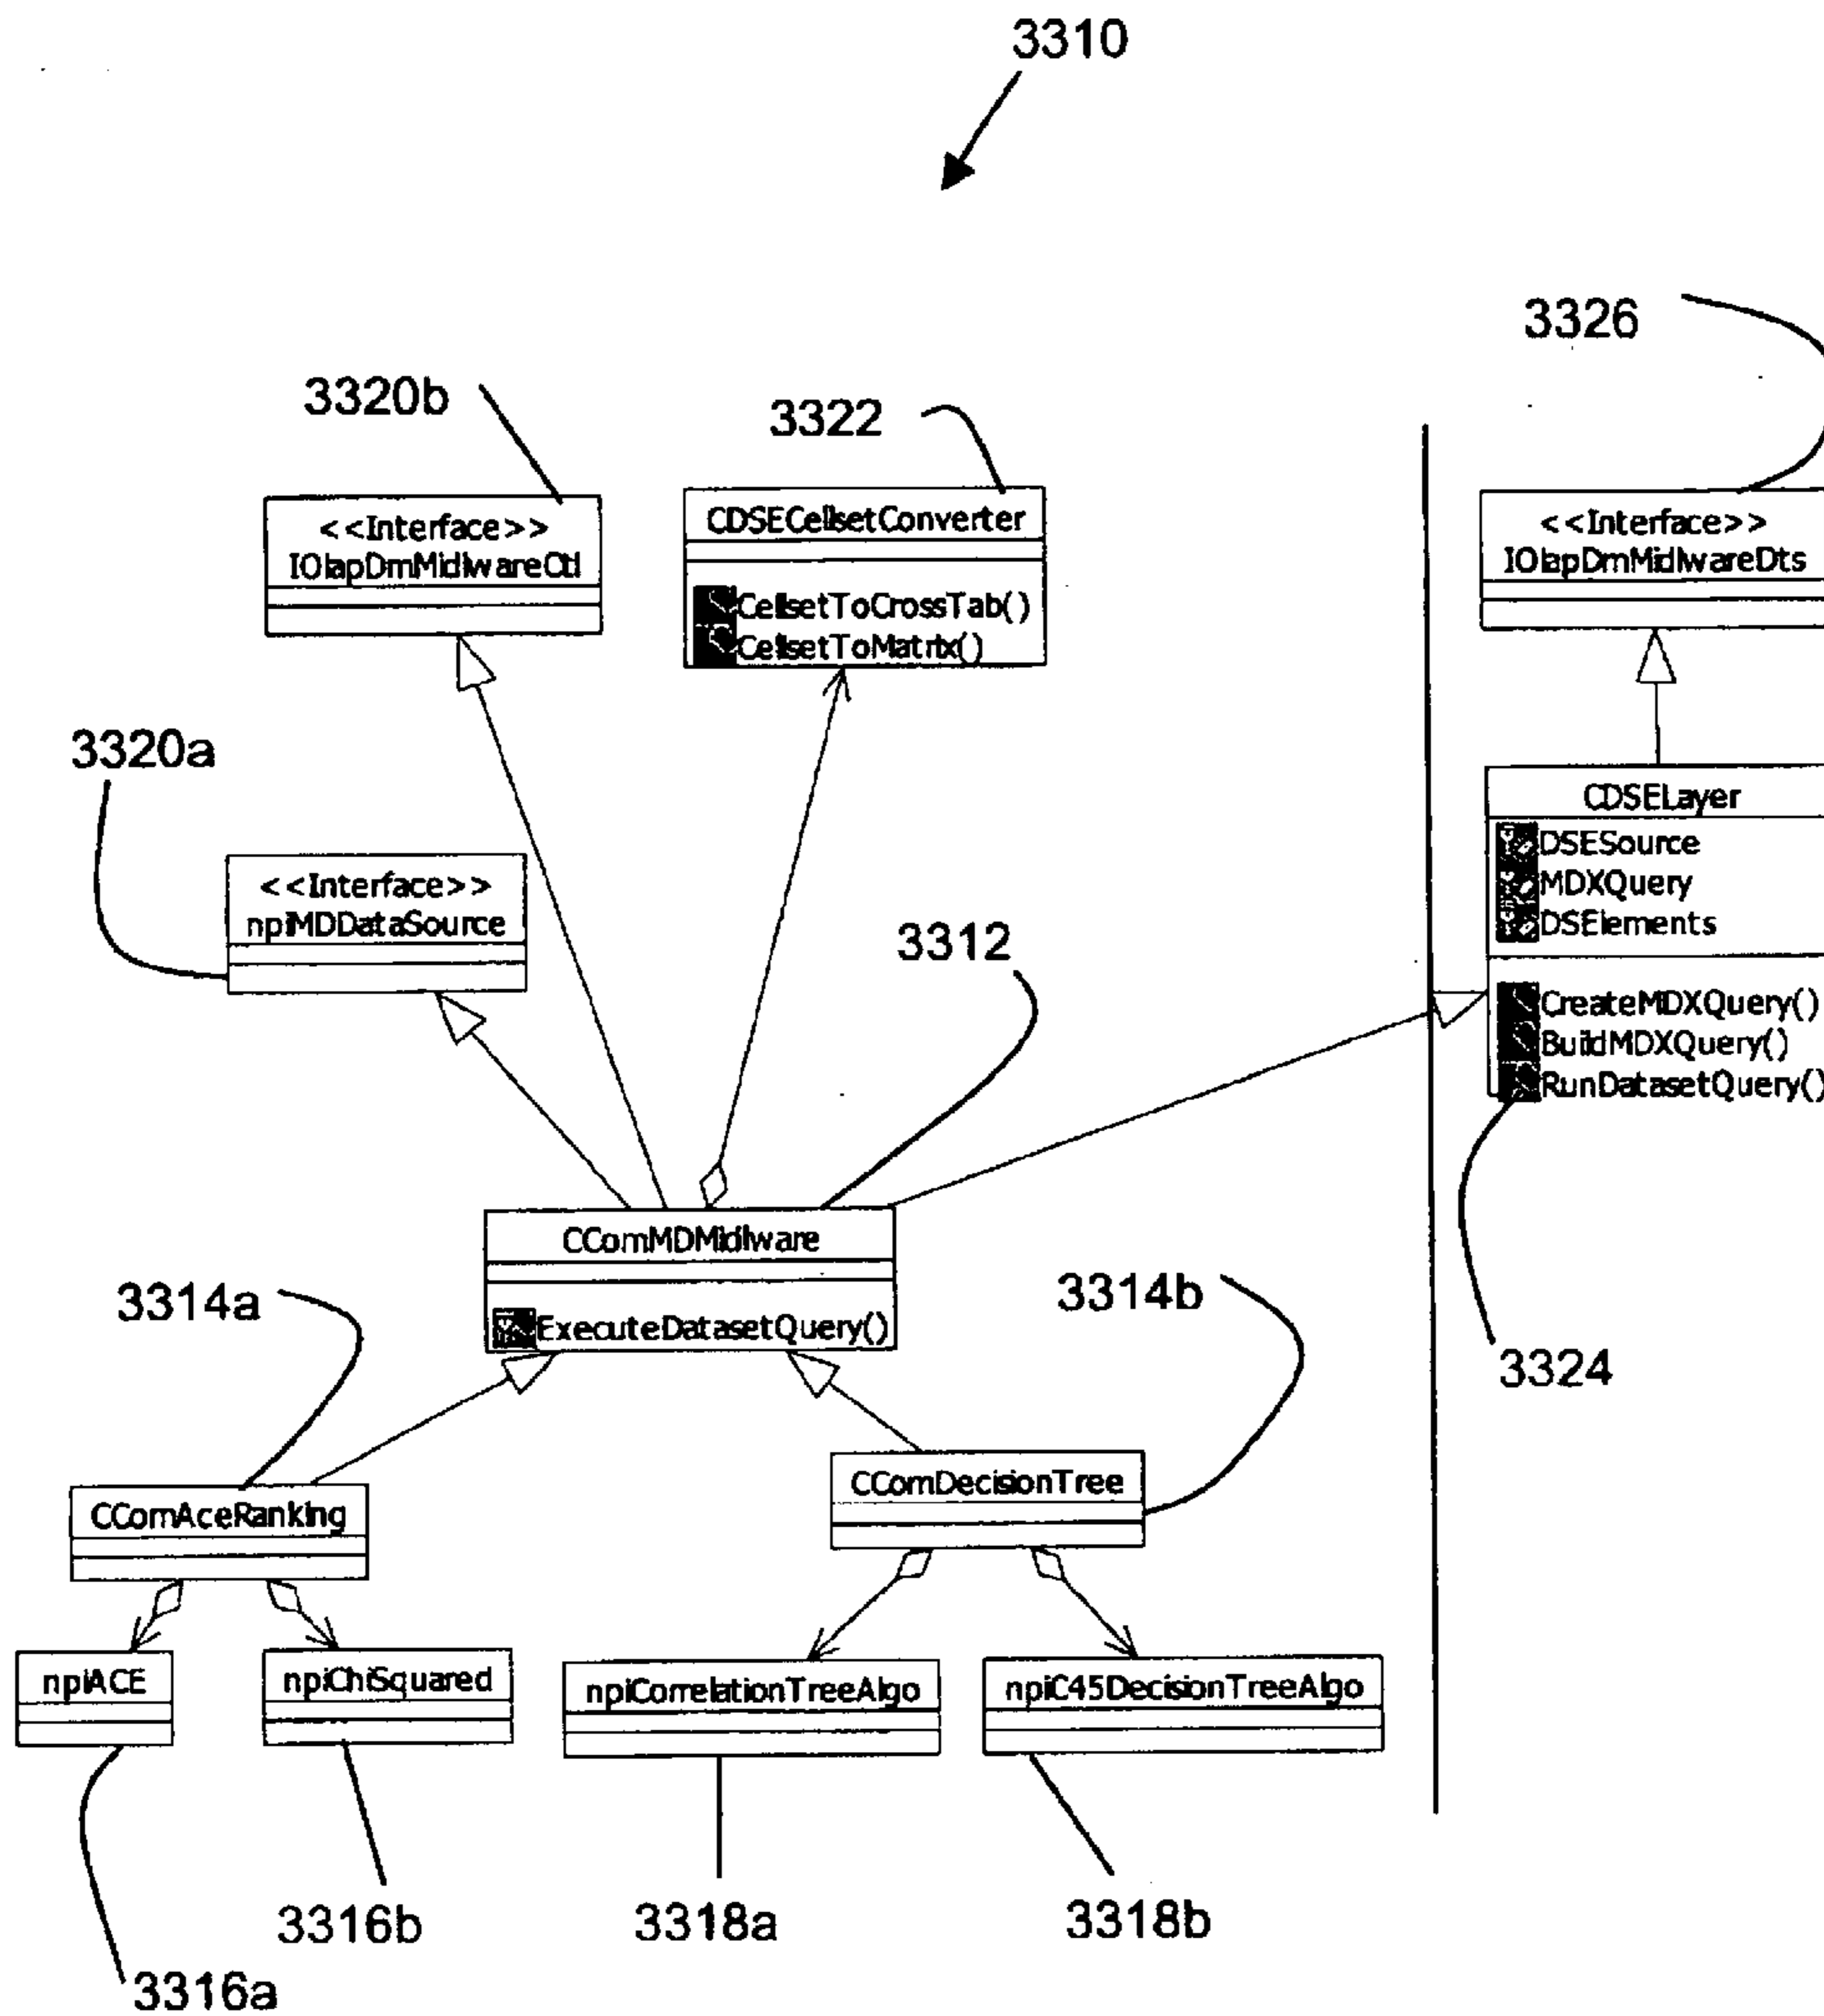 3310
3326
3320b
3322
<<Interface>>
IOlapDmMidlwareCtl
CDSECellsetConverter
CellsetToCrossTab()
CellsetToMatrix()
<<Interface>>
IOlapDmMidlwareDts
3320a
CDSELayer
DSESource
MDXQuery
DSElements
CreateMDXQuery()
BuildMDXQuery()
RunDatasetQuery()
<<Interface>>
npiMDDataSource
3312
CComMDMidlware
ExecuteDatasetQuery()
3314a
3314b
3324
CComAceRanking
CComDecisionTree
npiACE
npiChiSquared
npiCorrelationTreeAlgo
npiC45DecisionTreeAlgo
3316b
3318a
3318b
3316a